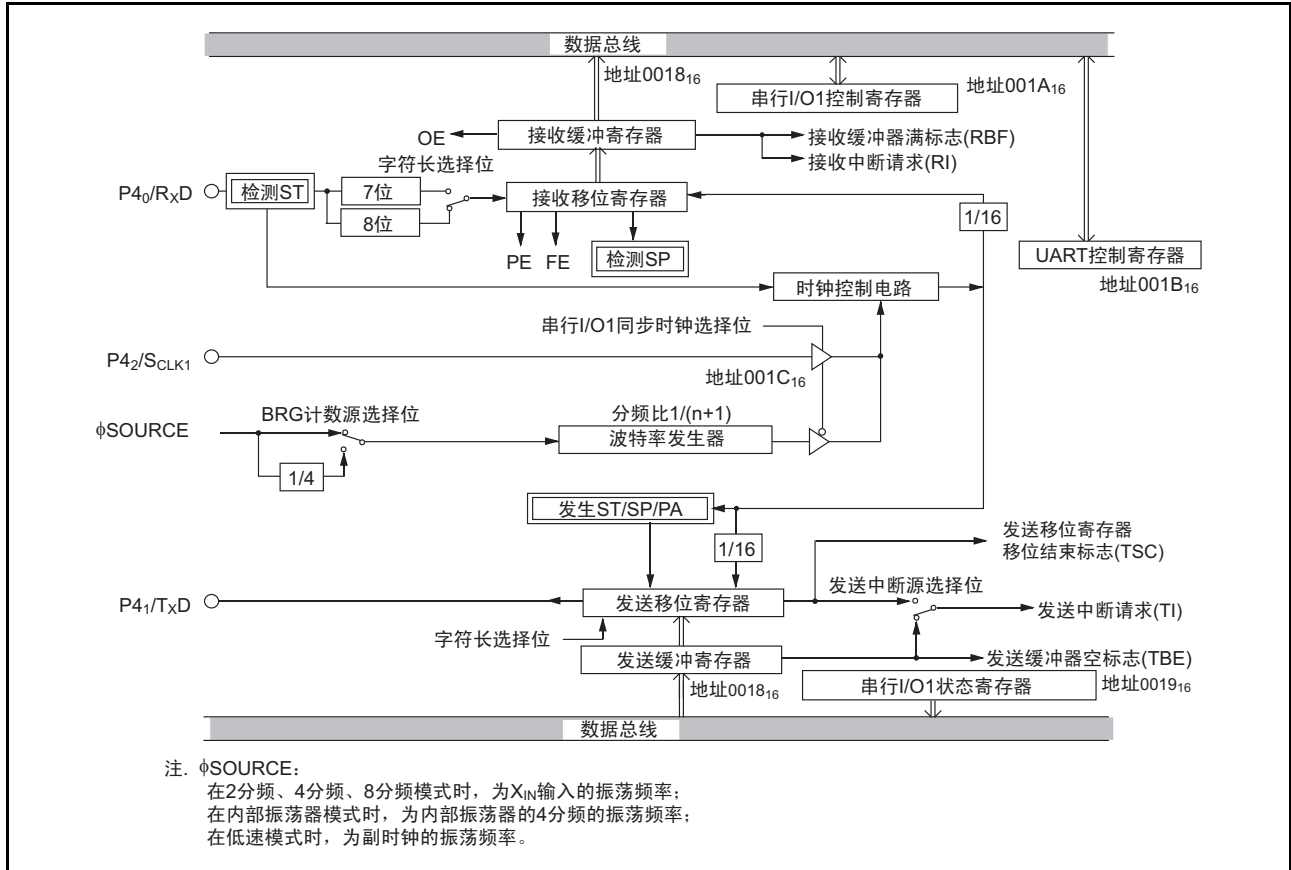 数据总线
地址0018₁₆
地址001A₁₆
串行I/O1控制寄存器
OE
接收缓冲寄存器
接收缓冲器满标志(RBF)
接收中断请求(RI)
字符长选择位
P4₀/RₓD
检测ST
7位
8位
接收移位寄存器
1/16
PE
FE
检测SP
UART控制寄存器
地址001B₁₆
时钟控制电路
串行I/O1同步时钟选择位
P4₂/S_CLK1
地址001C₁₆
BRG计数源选择位
分频比1/(n+1)
φSOURCE
波特率发生器
1/4
发生ST/SP/PA
1/16
发送移位寄存器
移位结束标志(TSC)
发送中断源选择位
P4₁/TₓD
发送移位寄存器
发送中断请求(TI)
字符长选择位
发送缓冲寄存器
发送缓冲器空标志(TBE)
地址0018₁₆
串行I/O1状态寄存器
地址0019₁₆
数据总线
注. φSOURCE：
在2分频、4分频、8分频模式时，为X_IN输入的振荡频率；
在内部振荡器模式时，为内部振荡器的4分频的振荡频率；
在低速模式时，为副时钟的振荡频率。